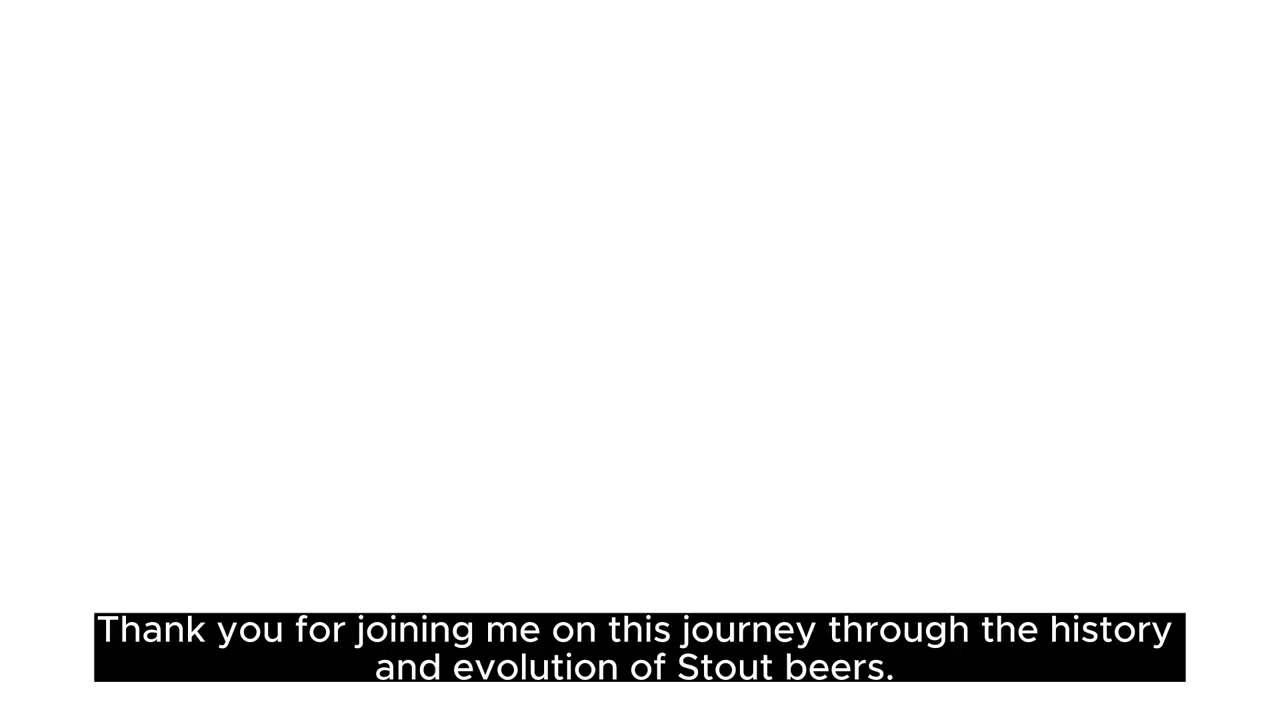 Thank you for joining me on this journey through the history
and evolution of Stout beers.